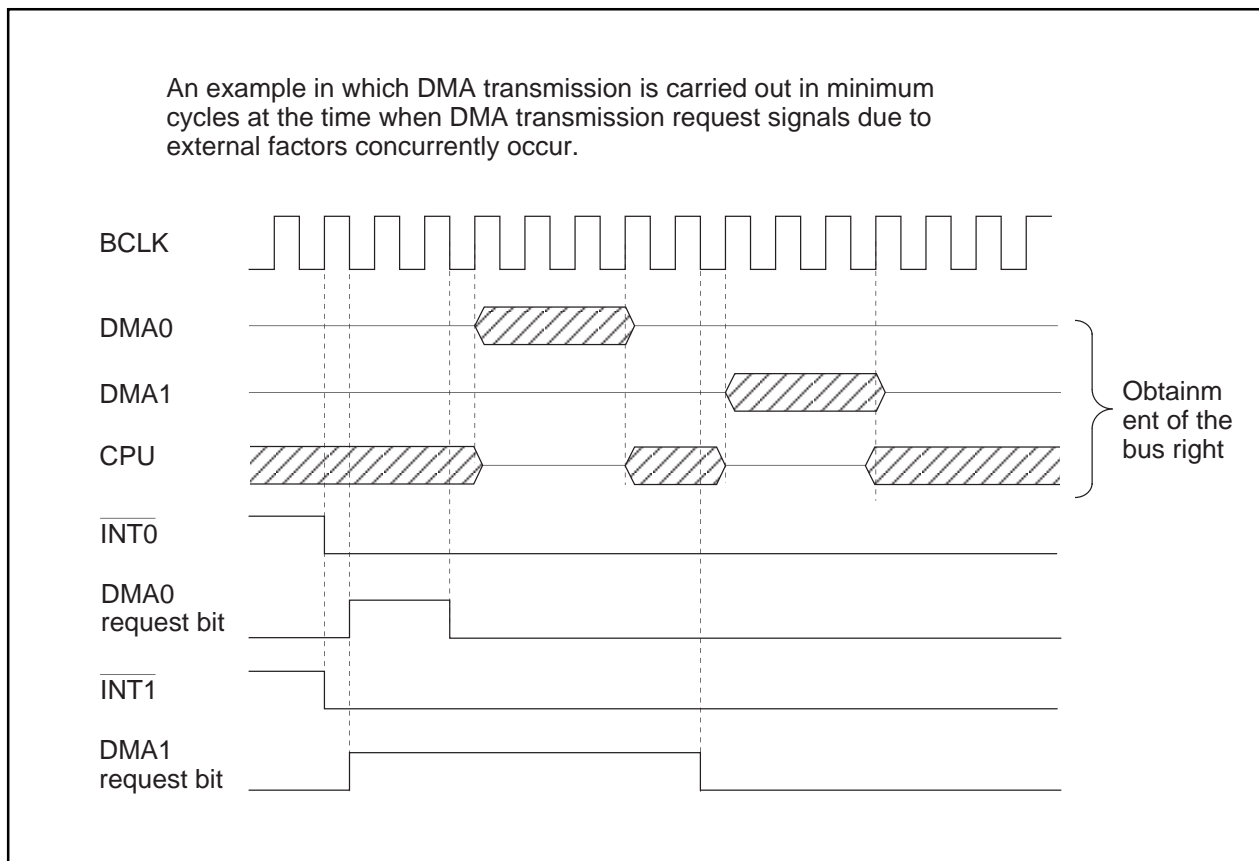 An example in which DMA transmission is carried out in minimum
cycles at the time when DMA transmission request signals due to
external factors concurrently occur.
BCLK
DMA0
DMA1
CPU
Obtainm
ent of the
bus right
INT0
DMA0
request bit
INT1
DMA1
request bit